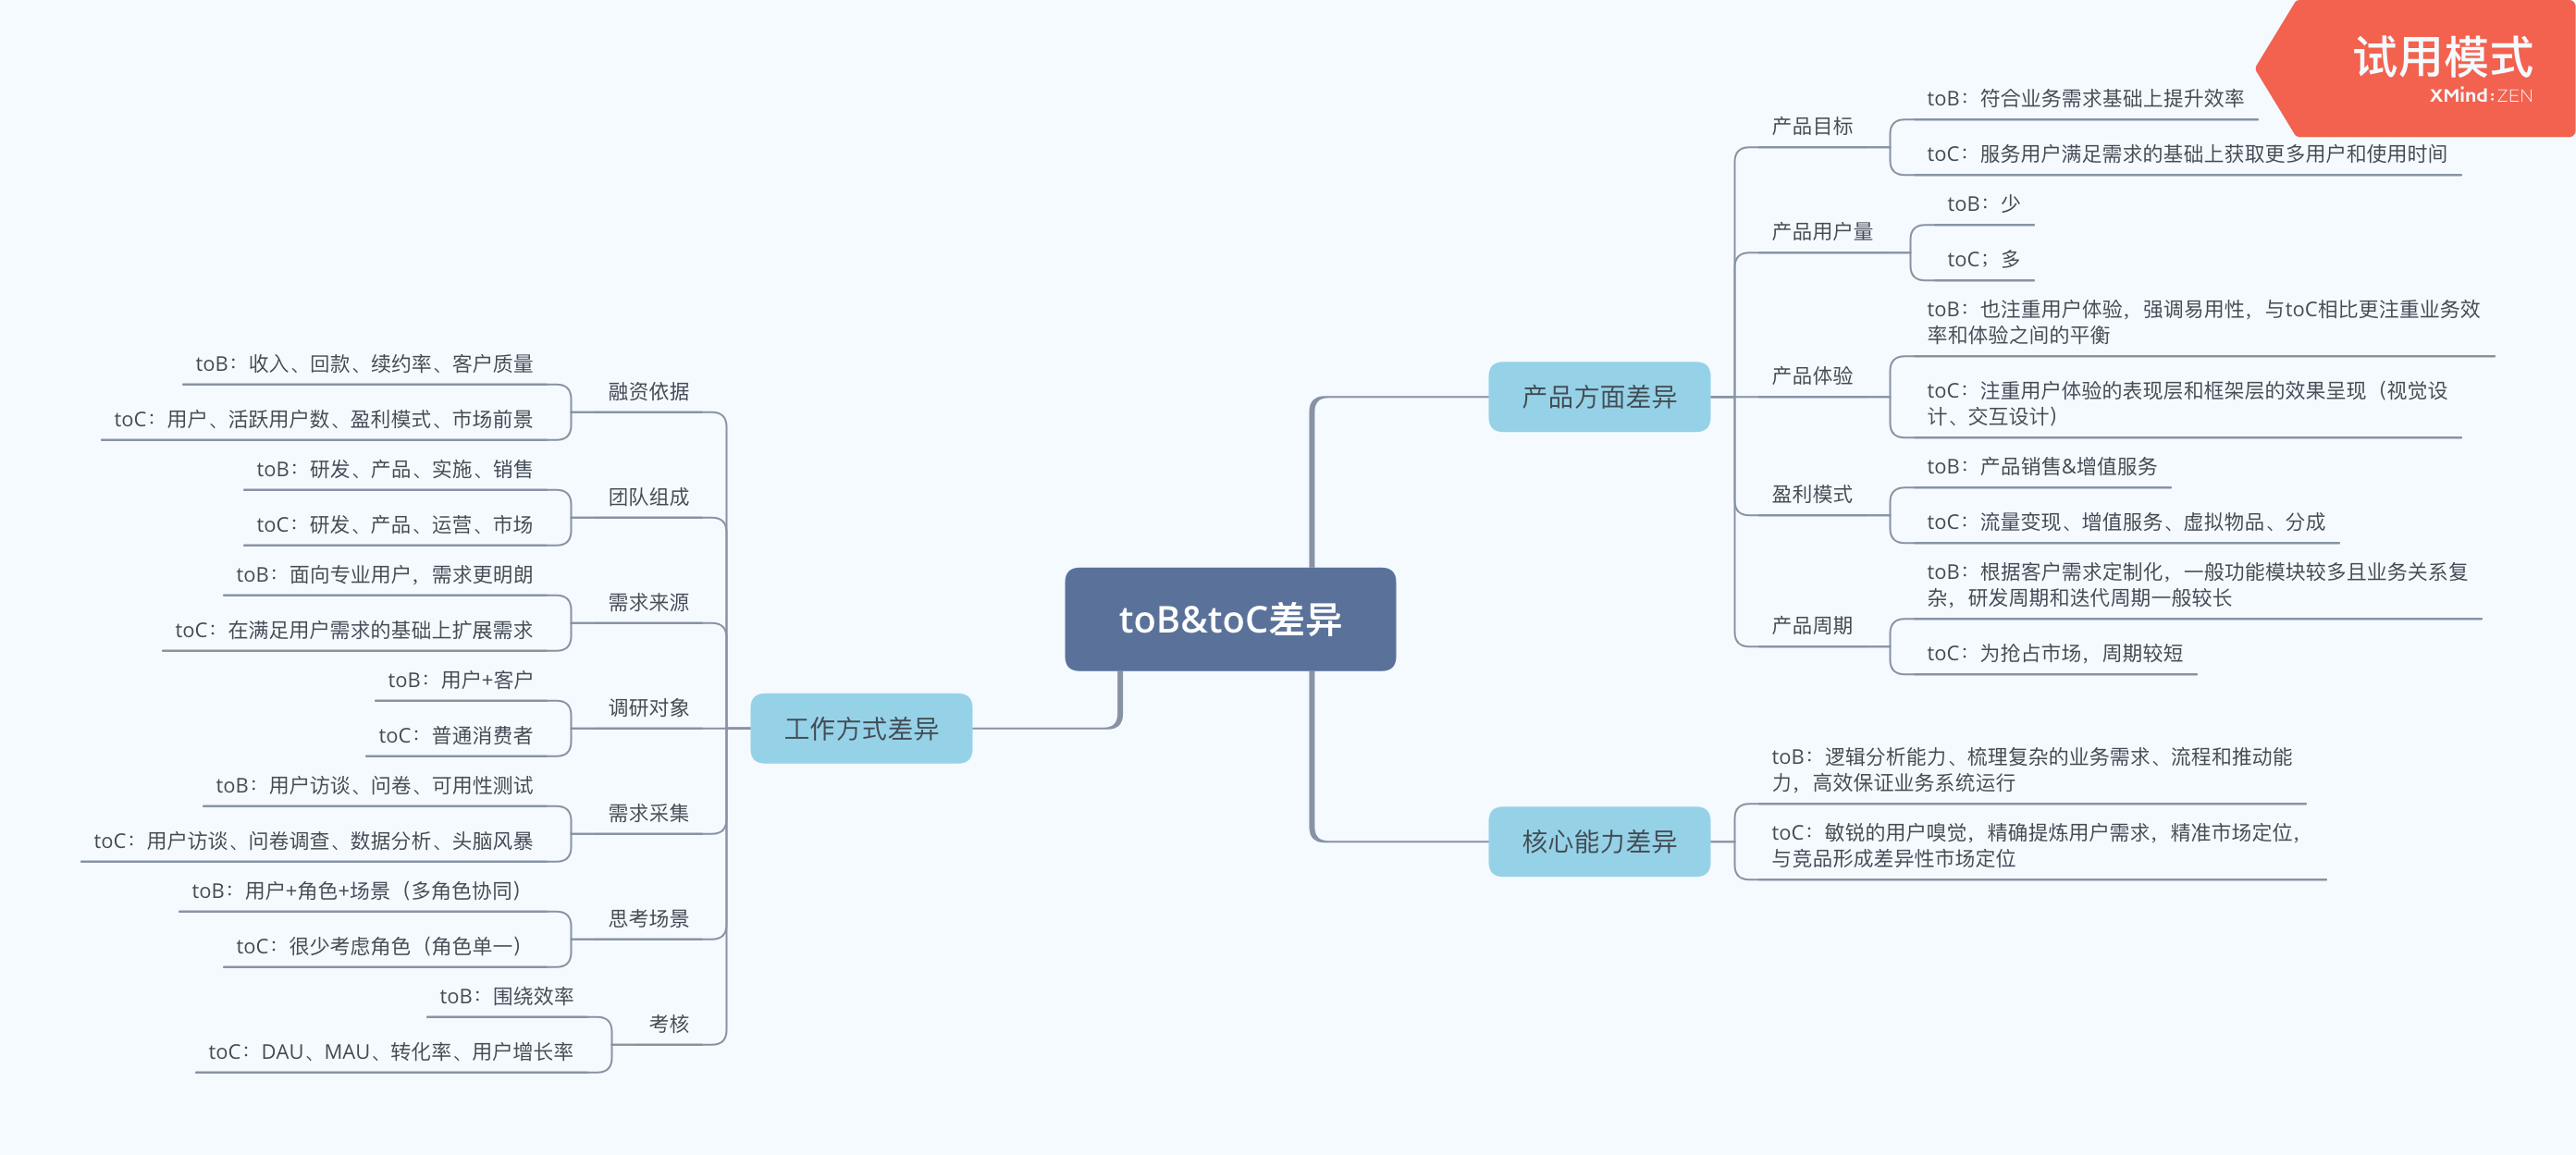 试用模式
XMind:ZEN
toB&toC差异
产品方面差异
产品目标
toB：符合业务需求基础上提升效率
toC：服务用户满足需求的基础上获取更多用户和使用时间
产品用户量
toB：少
toC；多
产品体验
toB：也注重用户体验，强调易用性，与toC相比更注重业务效
率和体验之间的平衡
toC：注重用户体验的表现层和框架层的效果呈现（视觉设
计、交互设计）
盈利模式
toB：产品销售&增值服务
toC：流量变现、增值服务、虚拟物品、分成
产品周期
toB：根据客户需求定制化，一般功能模块较多且业务关系复
杂，研发周期和迭代周期一般较长
toC：为抢占市场，周期较短
核心能力差异
toB：逻辑分析能力、梳理复杂的业务需求、流程和推动能
力，高效保证业务系统运行
toC：敏锐的用户嗅觉，精确提炼用户需求，精准市场定位，
与竞品形成差异性市场定位
工作方式差异
融资依据
toB：收入、回款、续约率、客户质量
toC：用户、活跃用户数、盈利模式、市场前景
团队组成
toB：研发、产品、实施、销售
toC：研发、产品、运营、市场
需求来源
toB：面向专业用户，需求更明朗
toC：在满足用户需求的基础上扩展需求
调研对象
toB：用户+客户
toC：普通消费者
需求采集
toB：用户访谈、问卷、可用性测试
toC：用户访谈、问卷调查、数据分析、头脑风暴
思考场景
toB：用户+角色+场景（多角色协同）
toC：很少考虑角色（角色单一）
考核
toB：围绕效率
toC：DAU、MAU、转化率、用户增长率